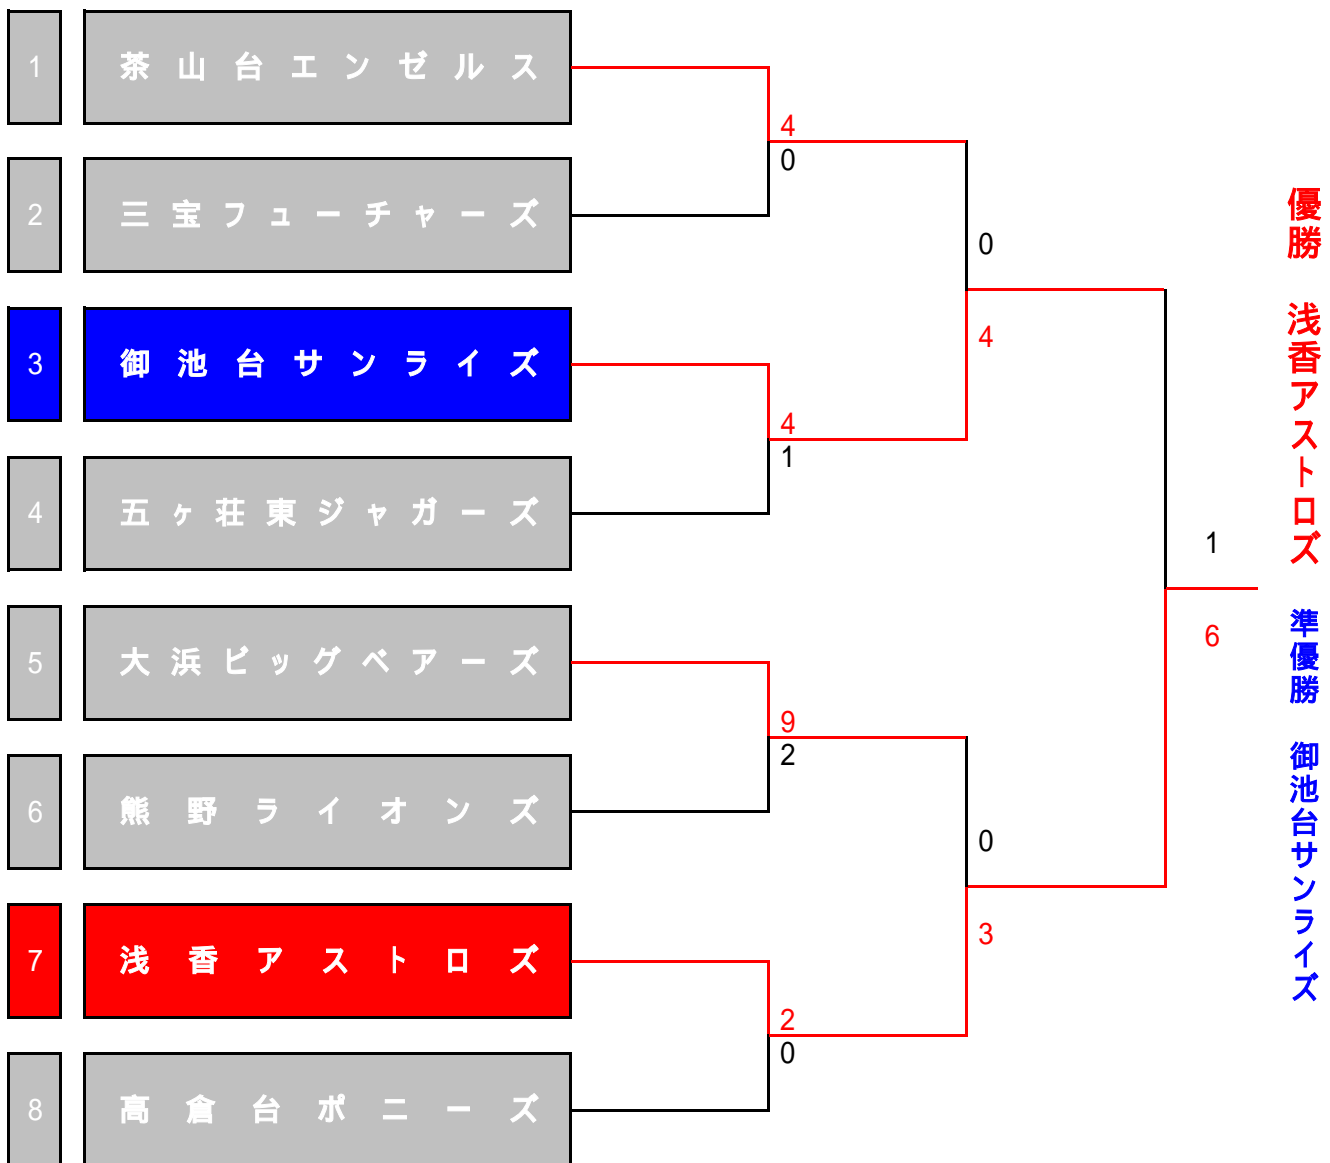 1 茶山台エンゼルス
4
0
2 三宝フューチャーズ
0
4
3 御池台サンライズ
4
1
4 五ヶ荘東ジャガーズ
1
6
5 大浜ビッグベアーズ
9
2
6 熊野ライオンズ
0
3
7 浅香アストロズ
2
0
8 高倉台ポニーズ
優勝 浅香アストロズ
準優勝 御池台サンライズ